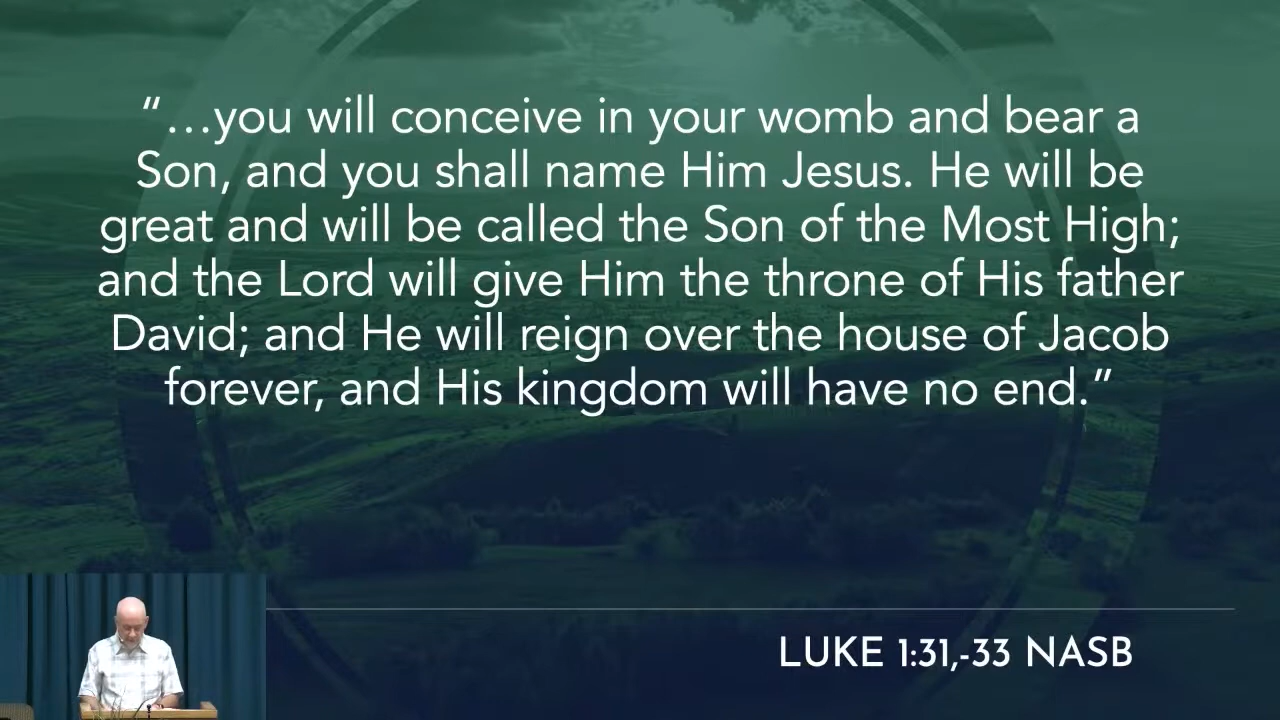 “…you will conceive in your womb and bear a
Son, and you shall name Him Jesus. He will be
great and will be called the Son of the Most High;
and the Lord will give Him the throne of His father
David; and He will reign over the house of Jacob
forever, and His kingdom will have no end.”
LUKE 1:31,-33 NASB